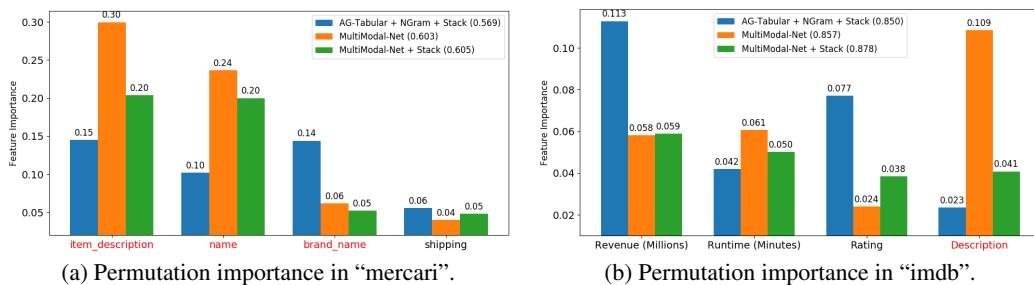 0.30
0.15
0.10
0.14
0.06
0.24
0.06
0.04
0.20
0.20
0.05
0.05
AG-Tabular + NGram + Stack (0.569)
MultiModal-Net (0.603)
MultiModal-Net + Stack (0.605)
Feature Importance
0.30
0.25
0.20
0.15
0.10
0.05
item_description name brand_name shipping
(a) Permutation importance in “mercari”.
0.113
0.042
0.077
0.023
0.058
0.061
0.024
0.109
0.059
0.050
0.038
0.041
AG-Tabular + NGram + Stack (0.850)
MultiModal-Net (0.857)
MultiModal-Net + Stack (0.878)
Feature Importance
0.10
0.08
0.06
0.04
0.02
Revenue (Millions) Runtime (Minutes) Rating Description
(b) Permutation importance in “imdb”.